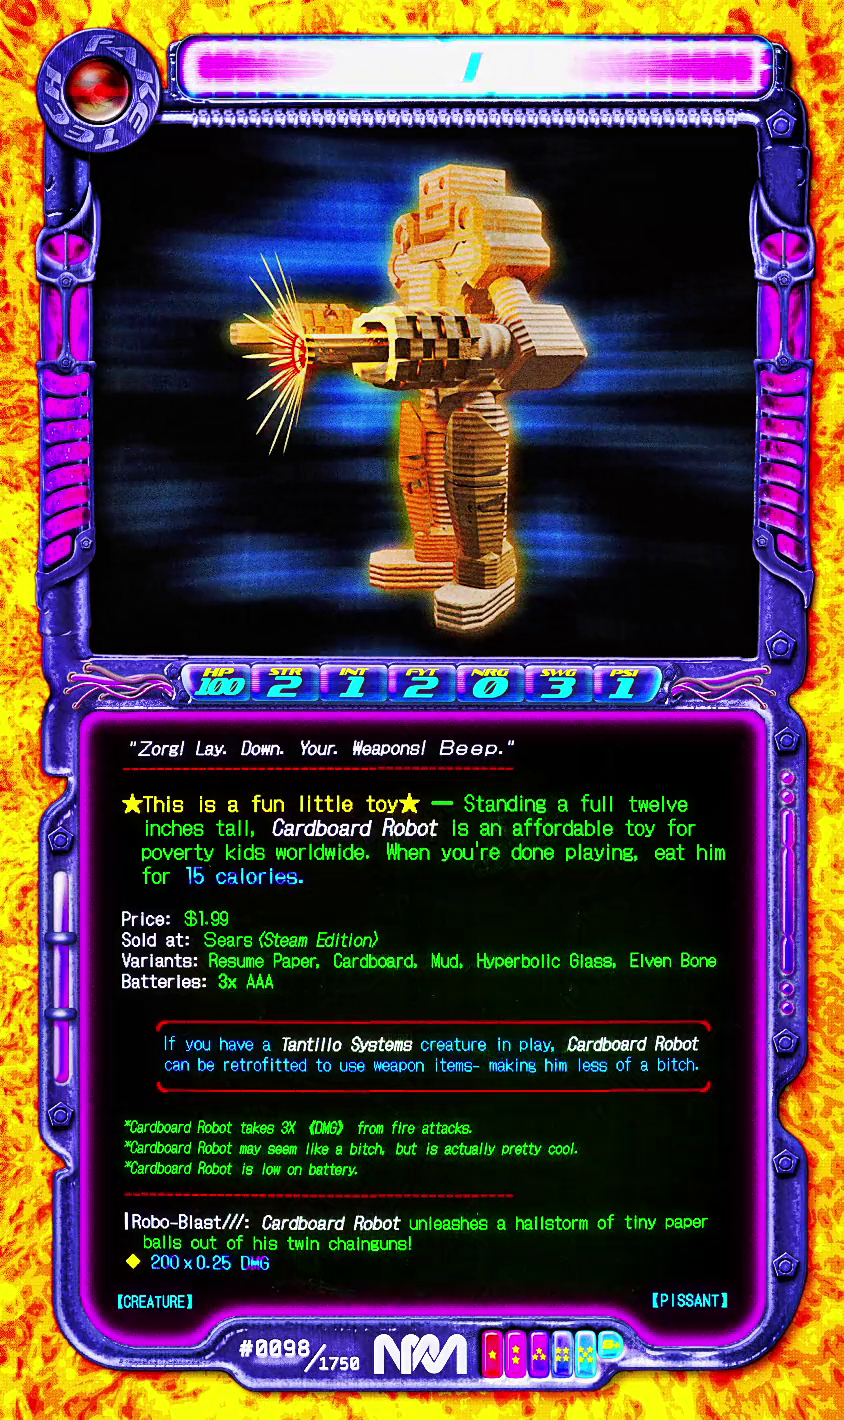 FAKE TECH
/
HP STR INT FYT NRG SWG PSI
100 2 1 2 0 3 1
"Zorg! Lay. Down. Your. Weapons! Beep."
★This is a fun little toy★ — Standing a full twelve
inches tall, Cardboard Robot is an affordable toy for
poverty kids worldwide. When you're done playing, eat him
for 15 calories.
Price: $1.99
Sold at: Sears (Steam Edition)
Variants: Resume Paper, Cardboard, Mud, Hyperbolic Glass, Elven Bone
Batteries: 3x AAA
If you have a Tantillo Systems creature in play, Cardboard Robot
can be retrofitted to use weapon items- making him less of a bitch.
*Cardboard Robot takes 3X 《DMG》 from fire attacks.
*Cardboard Robot may seem like a bitch, but is actually pretty cool.
*Cardboard Robot is low on battery.
|Robo-Blast///: Cardboard Robot unleashes a hailstorm of tiny paper
balls out of his twin chainguns!
◆ 200 x 0.25 DMG
【CREATURE】 【PISSANT】
#0098/1750